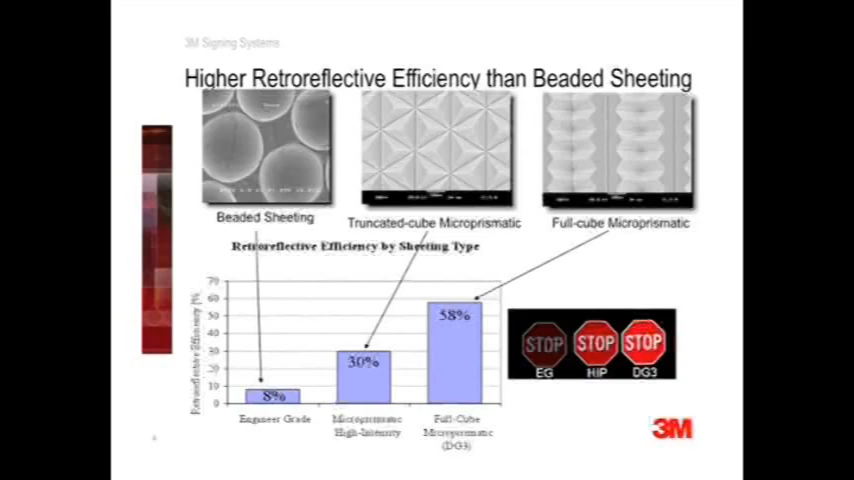 3M Signing Systems
Higher Retroreflective Efficiency than Beaded Sheeting
Beaded Sheeting
Truncated-cube Microprismatic
Full-cube Microprismatic
Retroreflective Efficiency by Sheeting Type
Retroreflective Efficiency (%
70
60
50
40
30
20
10
0
8%
30%
58%
Engineer Grade
Microprismatic
High-Intensity
Full-Cube
Microprismatic
(DG3)
STOP
STOP
STOP
EG
HIP
DG3
3M